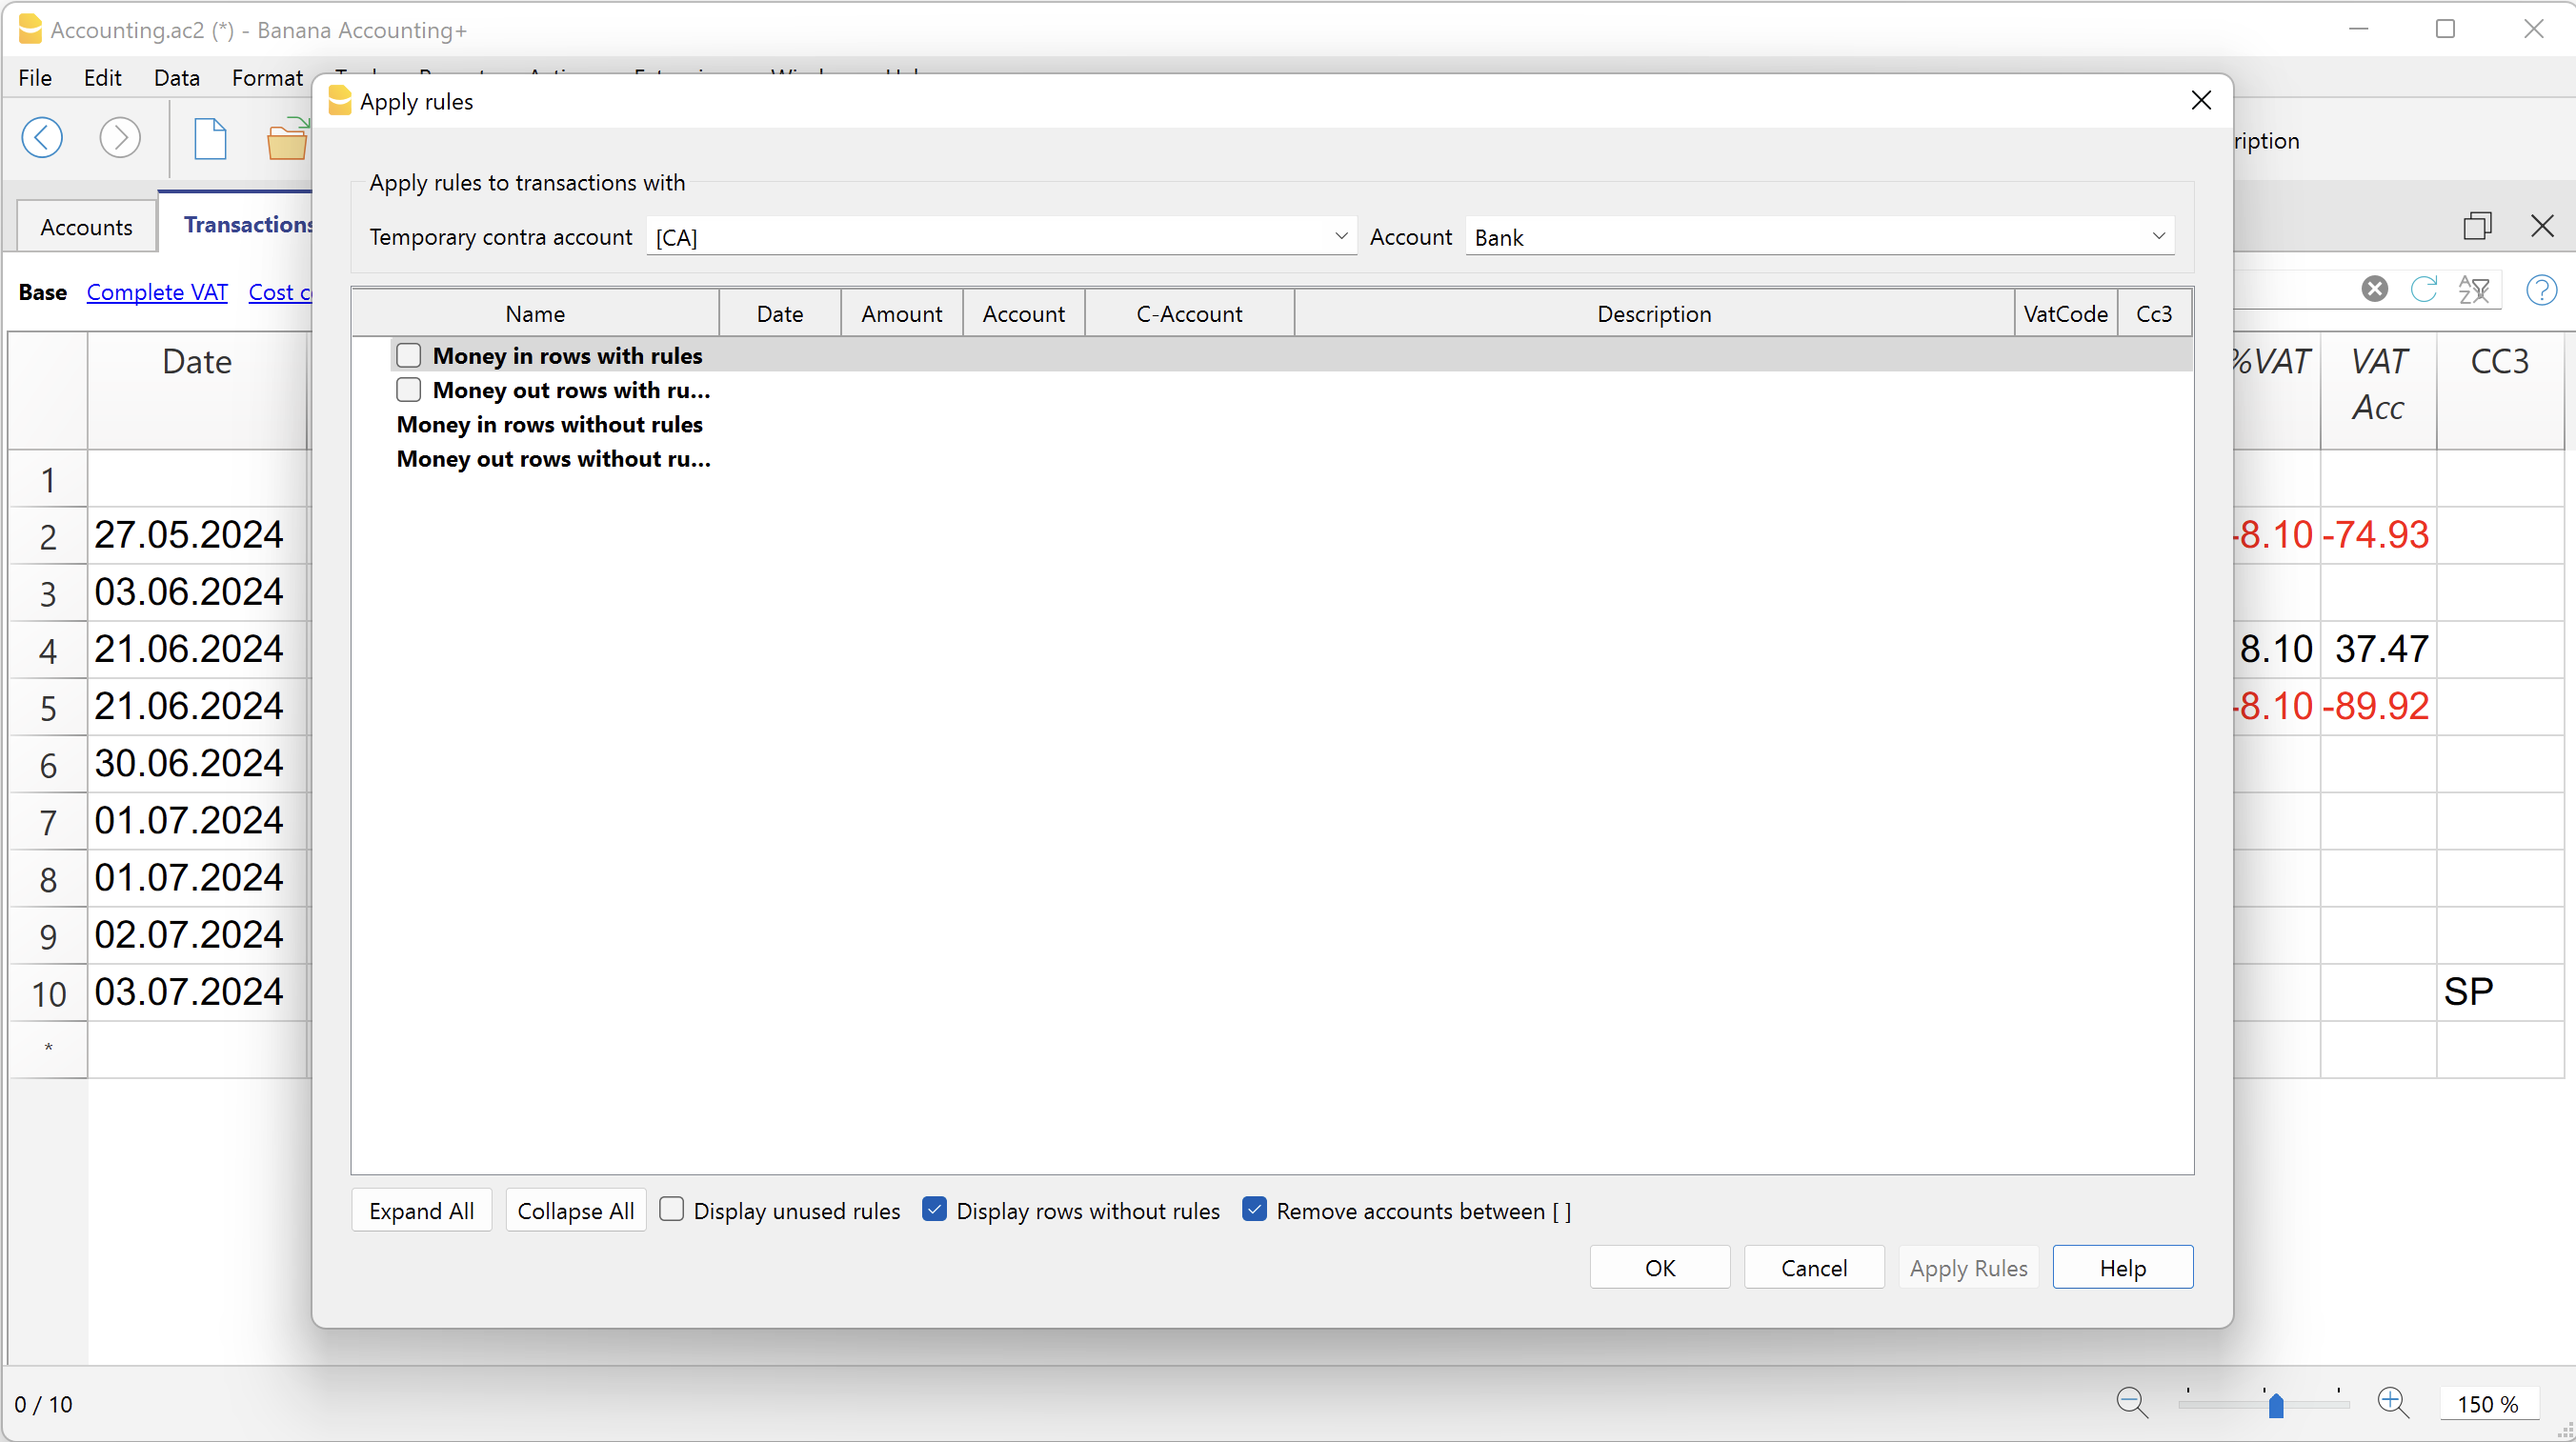 Accounting.ac2 (*) - Banana Accounting+
File Edit Data Format
Apply rules
ription
Apply rules to transactions with
Accounts Transactions
Temporary contra account [CA] Account Bank
Base Complete VAT Cost c
Name Date Amount Account C-Account Description VatCode Cc3
Date %VAT VAT Acc CC3
Money in rows with rules
Money out rows with ru...
Money in rows without rules
Money out rows without ru...
1
2 27.05.2024 -8.10 -74.93
3 03.06.2024
4 21.06.2024 8.10 37.47
5 21.06.2024 -8.10 -89.92
6 30.06.2024
7 01.07.2024
8 01.07.2024
9 02.07.2024
10 03.07.2024 SP
*
Expand All Collapse All Display unused rules Display rows without rules Remove accounts between [ ]
OK Cancel Apply Rules Help
0 / 10 150 %